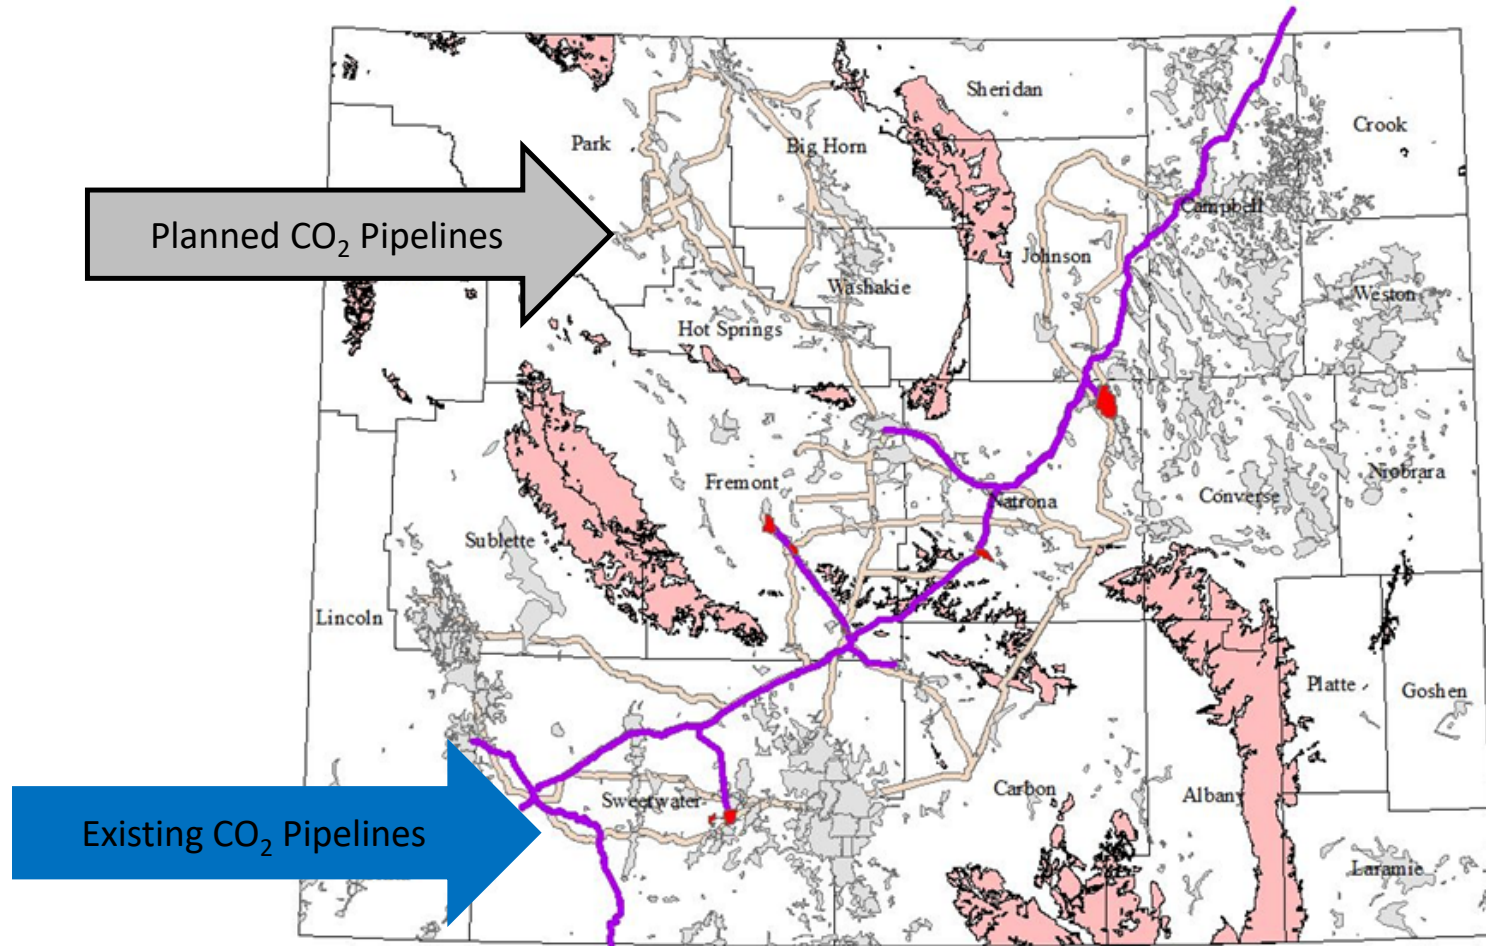 Sheridan
Crook
Park
Big Horn
Campbell
Planned CO₂ Pipelines
Johnson
Washakie
Weston
Hot Springs
Fremont
Natrona
Converse
Niobrara
Sublette
Lincoln
Platte
Goshen
Sweetwater
Carbon
Albany
Existing CO₂ Pipelines
Laramie